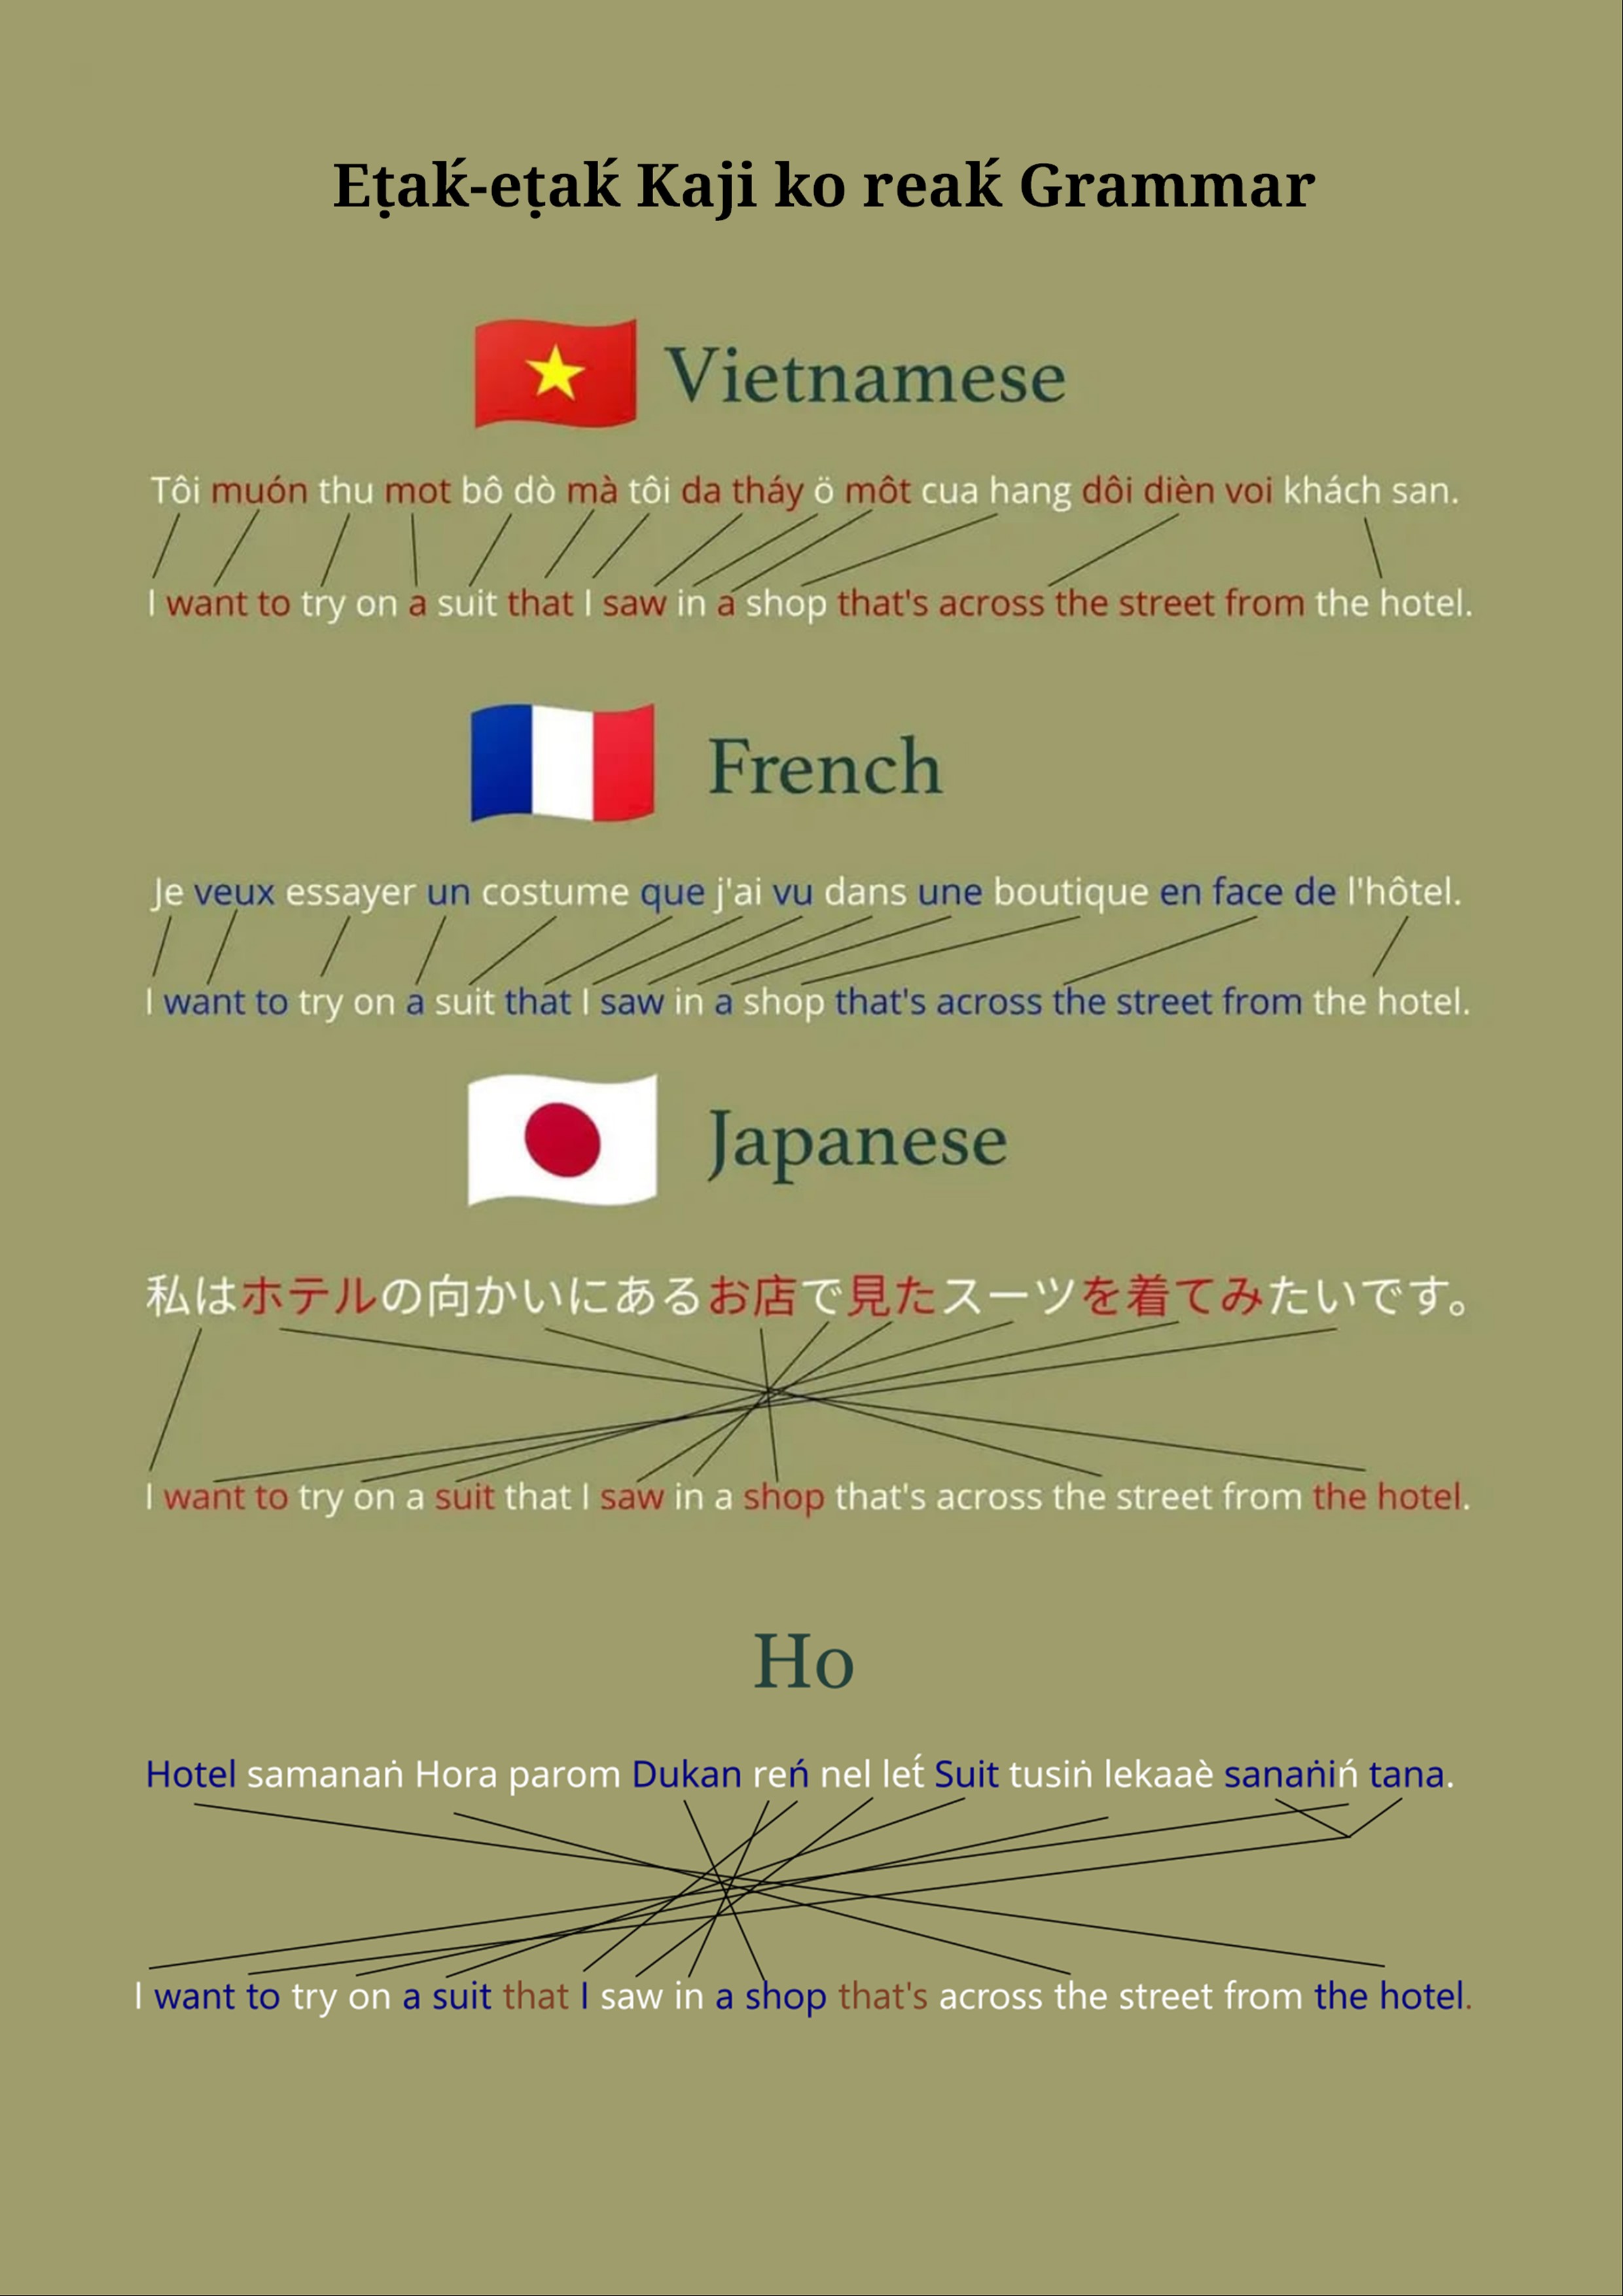 Eṭaḱ-eṭaḱ Kaji ko reaḱ Grammar
Vietnamese
Tôi muón thu mot bô dò mà tôi da tháy ö môt cua hang dôi dièn voi khách san.
I want to try on a suit that I saw in a shop that's across the street from the hotel.
French
Je veux essayer un costume que j'ai vu dans une boutique en face de l'hôtel.
I want to try on a suit that I saw in a shop that's across the street from the hotel.
Japanese
私はホテルの向かいにあるお店で見たスーツを着てみたいです。
I want to try on a suit that I saw in a shop that's across the street from the hotel.
Ho
Hotel samanaṅ Hora parom Dukan reń nel let́ Suit tusiṅ lekaaè sanaṅiń tana.
I want to try on a suit that I saw in a shop that's across the street from the hotel.